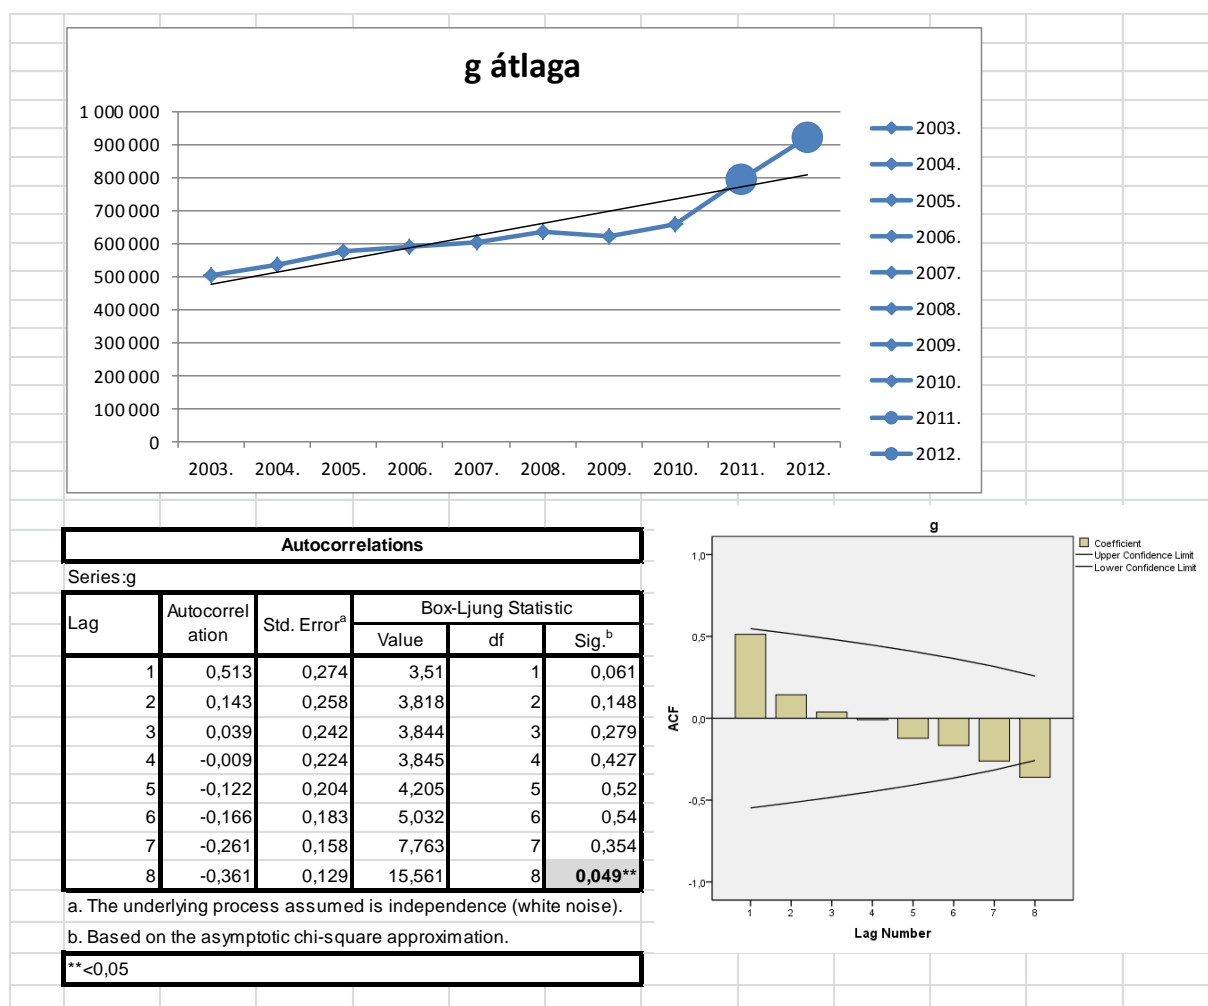 g átlaga
1 000 000
900 000
800 000
700 000
600 000
500 000
400 000
300 000
200 000
100 000
0
2003. 2004. 2005. 2006. 2007. 2008. 2009. 2010. 2011. 2012.
2003.
2004.
2005.
2006.
2007.
2008.
2009.
2010.
2011.
2012.
Autocorrelations
Series:g
Lag Autocorrel Std. Error a Box-Ljung Statistic
ation Value df Sig. b
1 0,513 0,274 3,51 1 0,061
2 0,143 0,258 3,818 2 0,148
3 0,039 0,242 3,844 3 0,279
4 -0,009 0,224 3,845 4 0,427
5 -0,122 0,204 4,205 5 0,52
6 -0,166 0,183 5,032 6 0,54
7 -0,261 0,158 7,763 7 0,354
8 -0,361 0,129 15,561 8 0,049**
a. The underlying process assumed is independence (white noise).
b. Based on the asymptotic chi-square approximation.
**<0,05
g
1,0
0,5
0,0
-0,5
-1,0
ACF
1 2 3 4 5 6 7 8
Lag Number
Coefficient
Upper Confidence Limit
Lower Confidence Limit